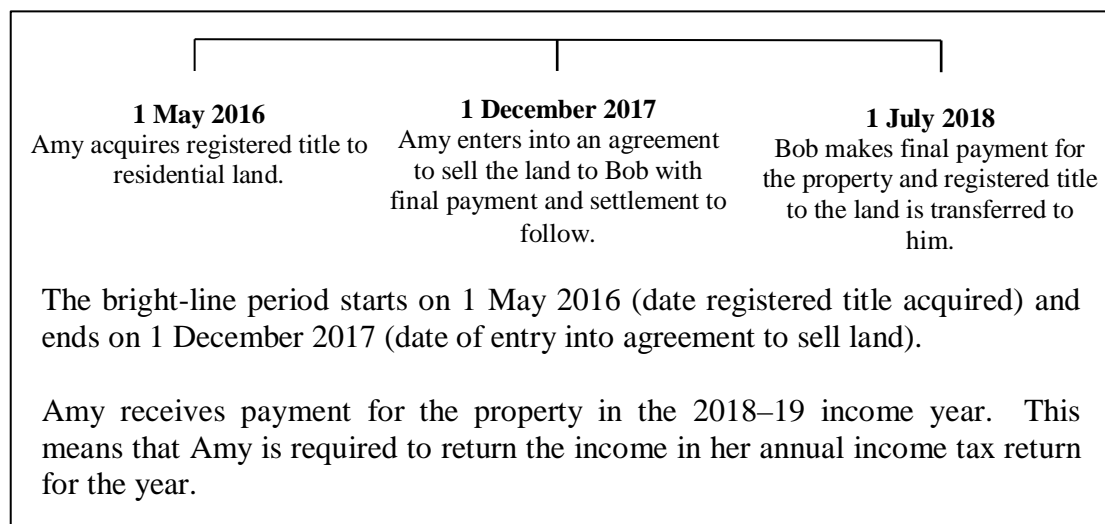 1 May 2016
Amy acquires registered title to
residential land.
1 December 2017
Amy enters into an agreement
to sell the land to Bob with
final payment and settlement to
follow.
1 July 2018
Bob makes final payment for
the property and registered title
to the land is transferred to
him.
The bright-line period starts on 1 May 2016 (date registered title acquired) and
ends on 1 December 2017 (date of entry into agreement to sell land).
Amy receives payment for the property in the 2018–19 income year. This
means that Amy is required to return the income in her annual income tax return
for the year.